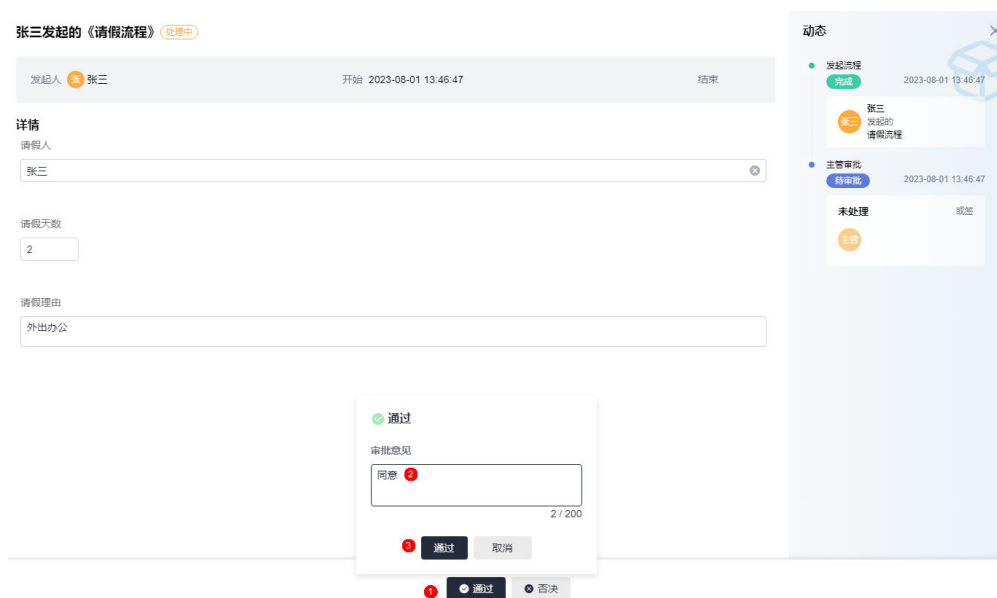 张三发起的《请假流程》 处理中
发起人 张 张三 开始 2023-08-01 13:46:47 结束
详情
请假人
张三
请假天数
2
请假理由
外出办公
通过
审批意见
同意 2
2 / 200
3 通过 取消
1 通过 否决
动态
发起流程
完成 2023-08-01 13:46:47
张三
张三
发起的
请假流程
主管审批
待审批 2023-08-01 13:46:47
未处理 或签
主管